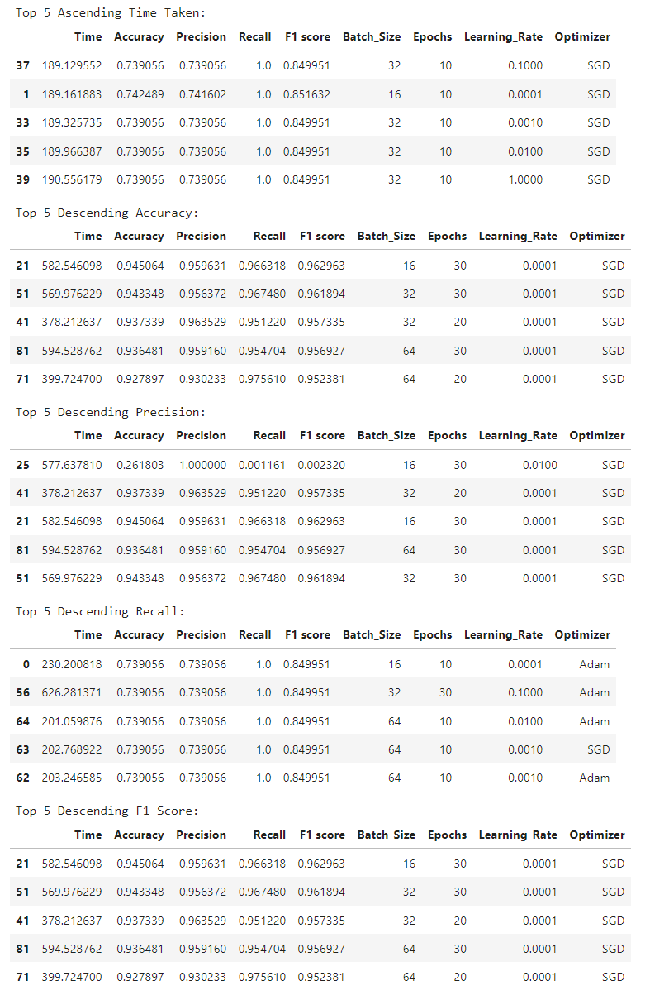 Top 5 Ascending Time Taken:
Time Accuracy Precision Recall F1 score Batch_Size Epochs Learning_Rate Optimizer
37 189.129552 0.739056 0.739056 1.0 0.849951 32 10 0.1000 SGD
1 189.161883 0.742489 0.741602 1.0 0.851632 16 10 0.0001 SGD
33 189.325735 0.739056 0.739056 1.0 0.849951 32 10 0.0010 SGD
35 189.966387 0.739056 0.739056 1.0 0.849951 32 10 0.0100 SGD
39 190.556179 0.739056 0.739056 1.0 0.849951 32 10 1.0000 SGD
Top 5 Descending Accuracy:
Time Accuracy Precision Recall F1 score Batch_Size Epochs Learning_Rate Optimizer
21 582.546098 0.945064 0.959631 0.966318 0.962963 16 30 0.0001 SGD
51 569.976229 0.943348 0.956372 0.967480 0.961894 32 30 0.0001 SGD
41 378.212637 0.937339 0.963529 0.951220 0.957335 32 20 0.0001 SGD
81 594.528762 0.936481 0.959160 0.954704 0.956927 64 30 0.0001 SGD
71 399.724700 0.927897 0.930233 0.975610 0.952381 64 20 0.0001 SGD
Top 5 Descending Precision:
Time Accuracy Precision Recall F1 score Batch_Size Epochs Learning_Rate Optimizer
25 577.637810 0.261803 1.000000 0.001161 0.002320 16 30 0.0100 SGD
41 378.212637 0.937339 0.963529 0.951220 0.957335 32 20 0.0001 SGD
21 582.546098 0.945064 0.959631 0.966318 0.962963 16 30 0.0001 SGD
81 594.528762 0.936481 0.959160 0.954704 0.956927 64 30 0.0001 SGD
51 569.976229 0.943348 0.956372 0.967480 0.961894 32 30 0.0001 SGD
Top 5 Descending Recall:
Time Accuracy Precision Recall F1 score Batch_Size Epochs Learning_Rate Optimizer
0 230.200818 0.739056 0.739056 1.0 0.849951 16 10 0.0001 Adam
56 626.281371 0.739056 0.739056 1.0 0.849951 32 30 0.1000 Adam
64 201.059876 0.739056 0.739056 1.0 0.849951 64 10 0.0100 Adam
63 202.768922 0.739056 0.739056 1.0 0.849951 64 10 0.0010 SGD
62 203.246585 0.739056 0.739056 1.0 0.849951 64 10 0.0010 Adam
Top 5 Descending F1 Score:
Time Accuracy Precision Recall F1 score Batch_Size Epochs Learning_Rate Optimizer
21 582.546098 0.945064 0.959631 0.966318 0.962963 16 30 0.0001 SGD
51 569.976229 0.943348 0.956372 0.967480 0.961894 32 30 0.0001 SGD
41 378.212637 0.937339 0.963529 0.951220 0.957335 32 20 0.0001 SGD
81 594.528762 0.936481 0.959160 0.954704 0.956927 64 30 0.0001 SGD
71 399.724700 0.927897 0.930233 0.975610 0.952381 64 20 0.0001 SGD